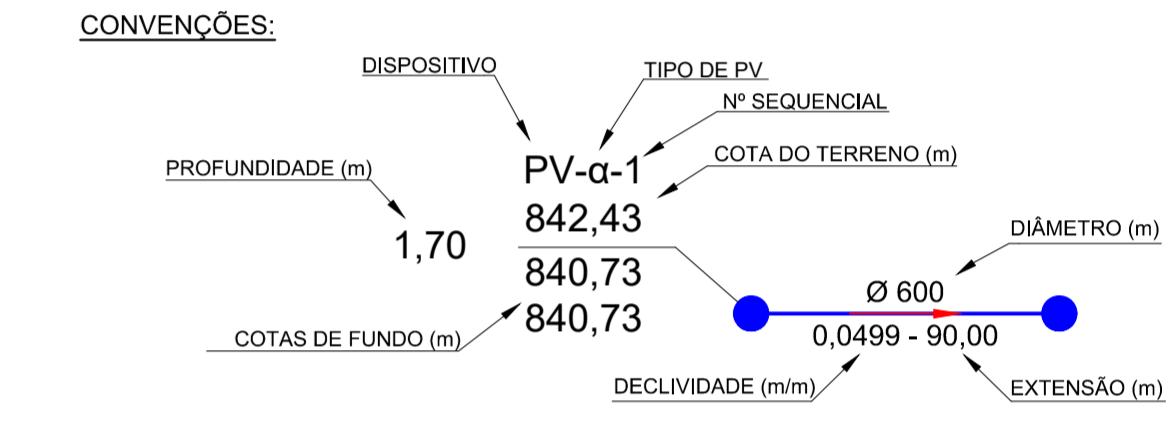 CONVENÇÕES:
DISPOSITIVO
TIPO DE PV
Nº SEQUENCIAL
PROFUNDIDADE (m)
PV-α-1
COTA DO TERRENO (m)
842,43
1,70
840,73
840,73
COTAS DE FUNDO (m)
DIÂMETRO (m)
Ø 600
0,0499 - 90,00
DECLIVIDADE (m/m)
EXTENSÃO (m)